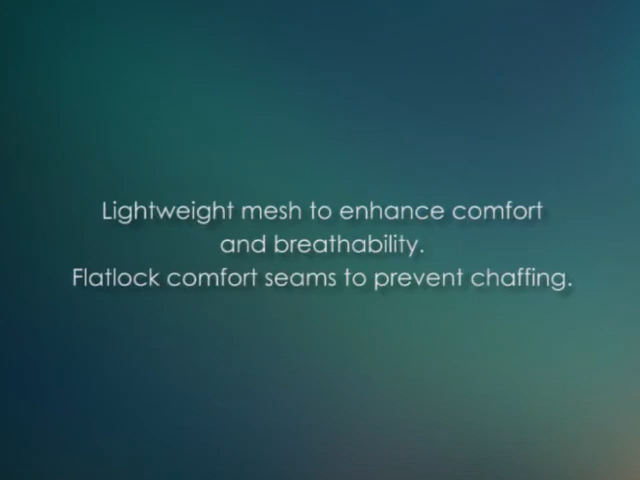 Lightweight mesh to enhance comfort
and breathability.
Flatlock comfort seams to prevent chaffing.